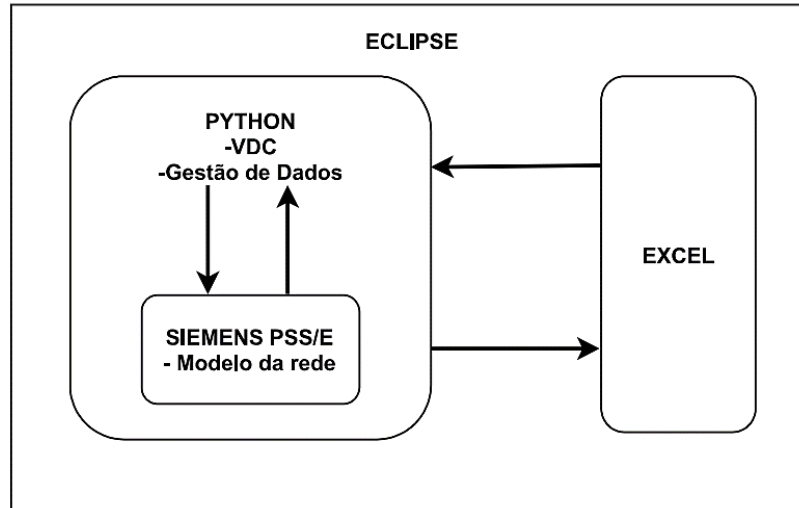 ECLIPSE
PYTHON
-VDC
-Gestão de Dados
SIEMENS PSS/E
- Modelo da rede
EXCEL